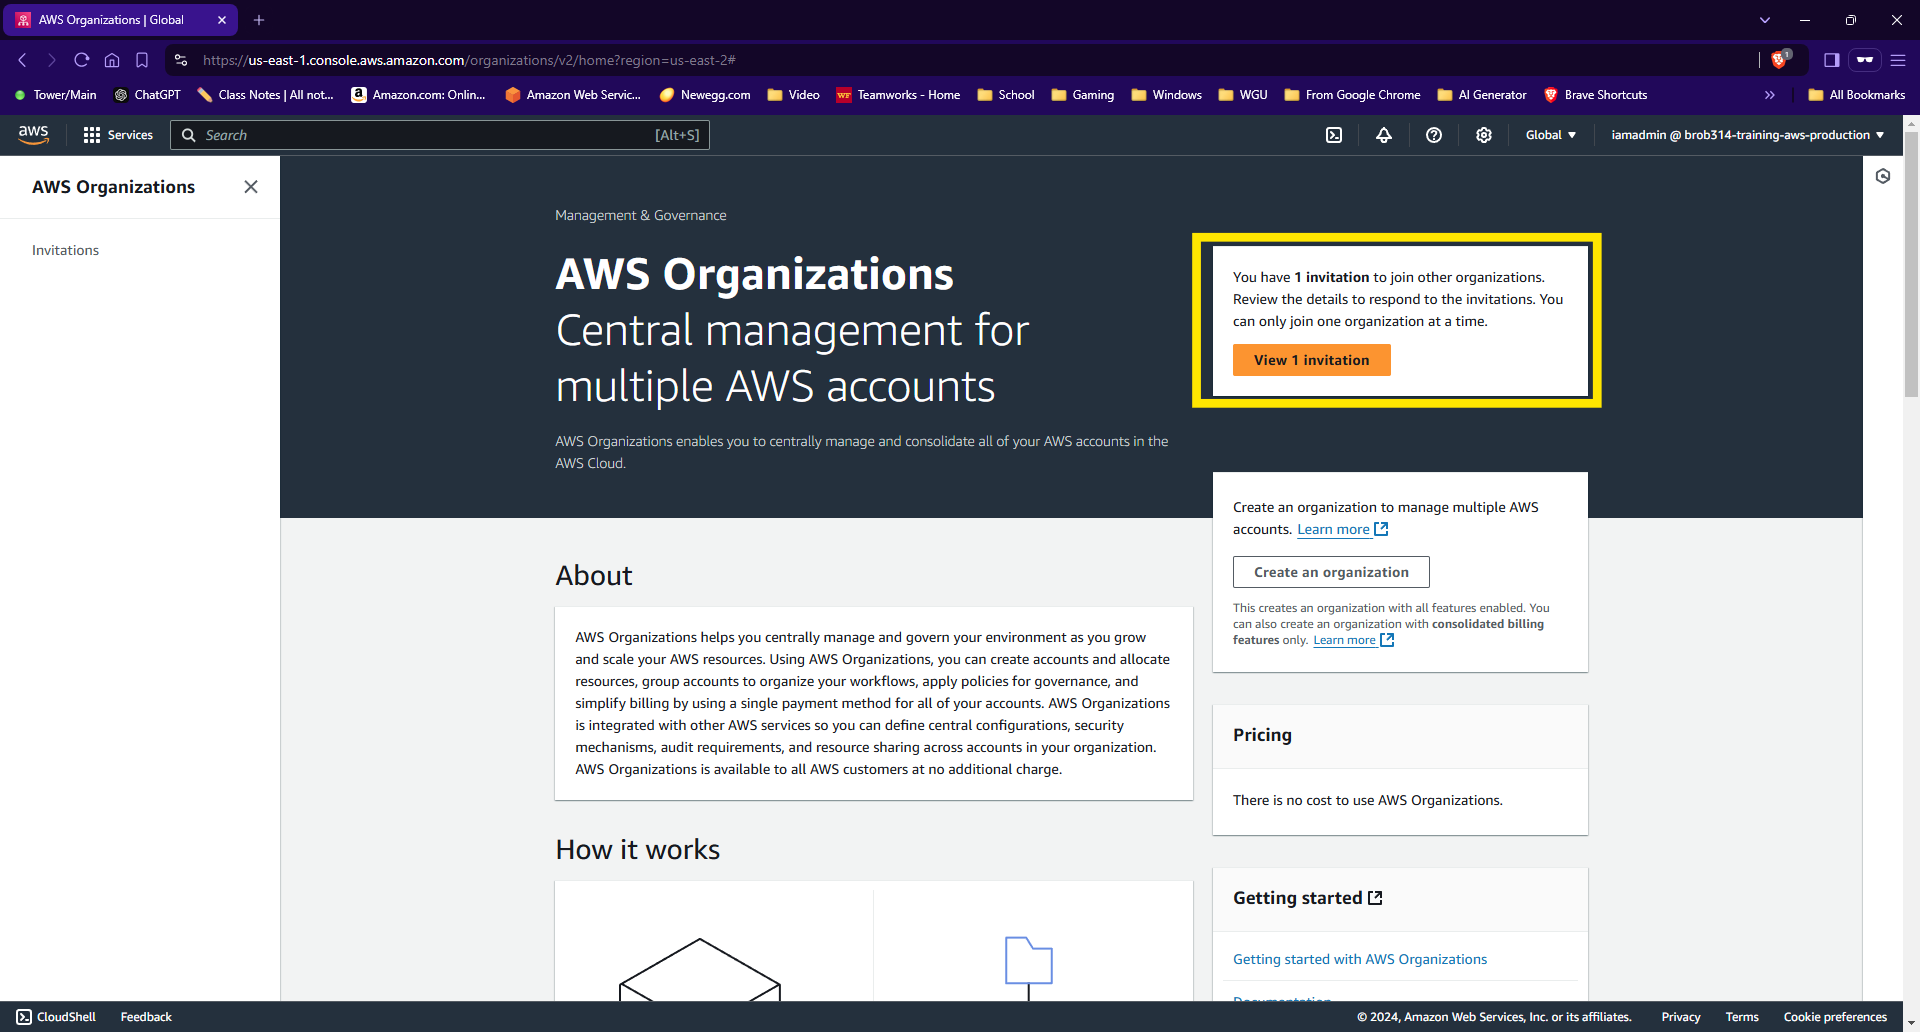 AWS Organizations | Global
https://us-east-1.console.aws.amazon.com/organizations/v2/home?region=us-east-2#
1
Tower/Main
ChatGPT
Class Notes | All not...
Amazon.com: Onlin...
Amazon Web Servic...
Newegg.com
Video
Teamworks - Home
School
Gaming
Windows
WGU
From Google Chrome
AI Generator
Brave Shortcuts
All Bookmarks
aws
Services
Search
[Alt+S]
Global
iamadmin @ brob314-training-aws-production
AWS Organizations
Invitations
Management & Governance
AWS Organizations
Central management for
multiple AWS accounts
AWS Organizations enables you to centrally manage and consolidate all of your AWS accounts in the
AWS Cloud.
You have 1 invitation to join other organizations.
Review the details to respond to the invitations. You
can only join one organization at a time.
View 1 invitation
Create an organization to manage multiple AWS
accounts. Learn more
Create an organization
This creates an organization with all features enabled. You
can also create an organization with consolidated billing
features only. Learn more
About
AWS Organizations helps you centrally manage and govern your environment as you grow
and scale your AWS resources. Using AWS Organizations, you can create accounts and allocate
resources, group accounts to organize your workflows, apply policies for governance, and
simplify billing by using a single payment method for all of your accounts. AWS Organizations
is integrated with other AWS services so you can define central configurations, security
mechanisms, audit requirements, and resource sharing across accounts in your organization.
AWS Organizations is available to all AWS customers at no additional charge.
Pricing
There is no cost to use AWS Organizations.
How it works
Getting started
Getting started with AWS Organizations
Documentation
CloudShell
Feedback
© 2024, Amazon Web Services, Inc. or its affiliates.
Privacy
Terms
Cookie preferences